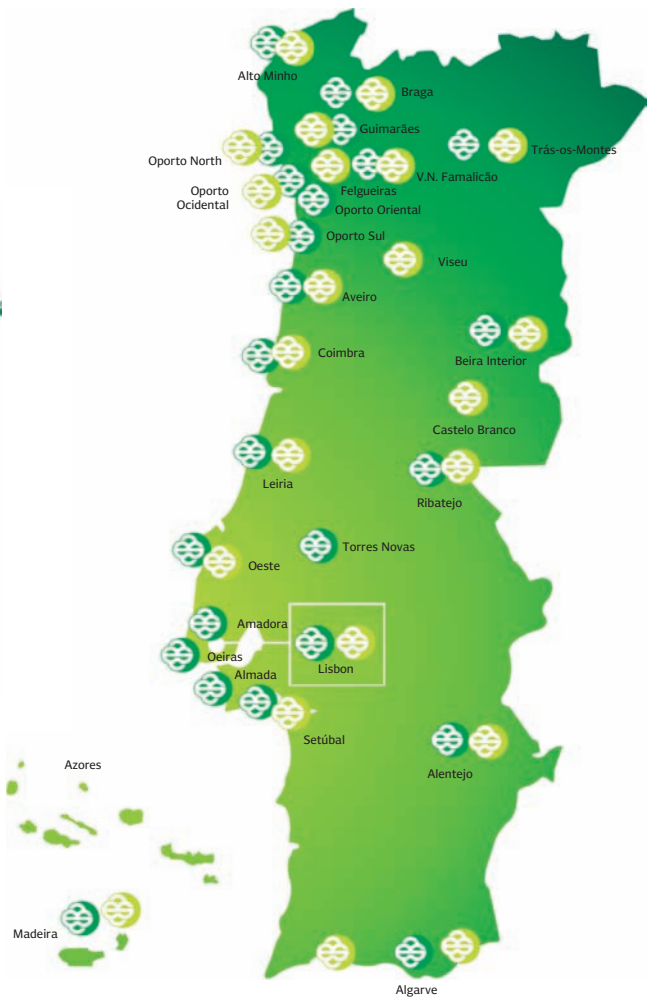 Alto Minho
Braga
Guimarães
Oporto North
Trás-os-Montes
V.N. Famalicão
Felgueiras
Oporto
Ocidental
Oporto Oriental
Oporto Sul
Viseu
Aveiro
Coimbra
Beira Interior
Castelo Branco
Leiria
Ribatejo
Torres Novas
Oeste
Amadora
Oeiras
Lisbon
Almada
Setúbal
Azores
Alentejo
Madeira
Algarve